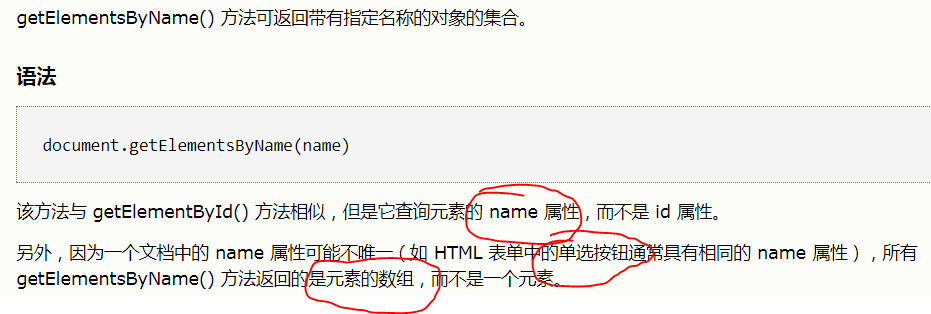 getElementsByName() 方法可返回带有指定名称的对象的集合。
语法
document.getElementsByName(name)
该方法与 getElementById() 方法相似，但是它查询元素的 name 属性，而不是 id 属性。
另外，因为一个文档中的 name 属性可能不唯一（如 HTML 表单中的单选按钮通常具有相同的 name 属性），所有
getElementsByName() 方法返回的是元素的数组，而不是一个元素。